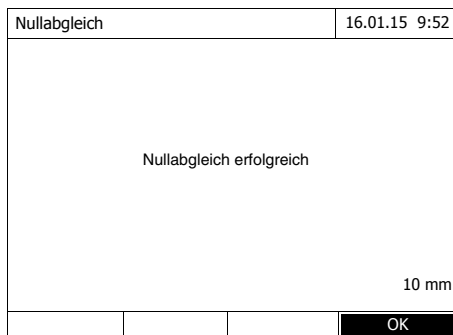 Nullabgleich
16.01.15 9:52
Nullabgleich erfolgreich
10 mm
OK